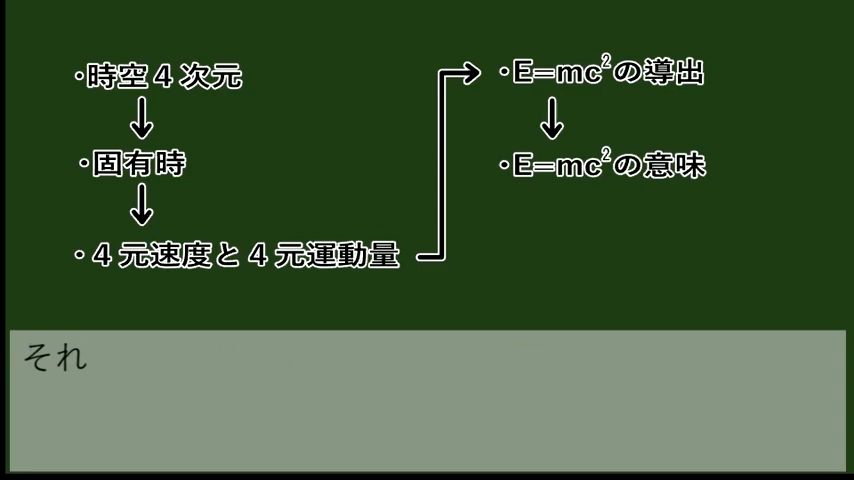 ・時空４次元
・固有時
・４元速度と４元運動量
・E=mc²の導出
・E=mc²の意味
それ